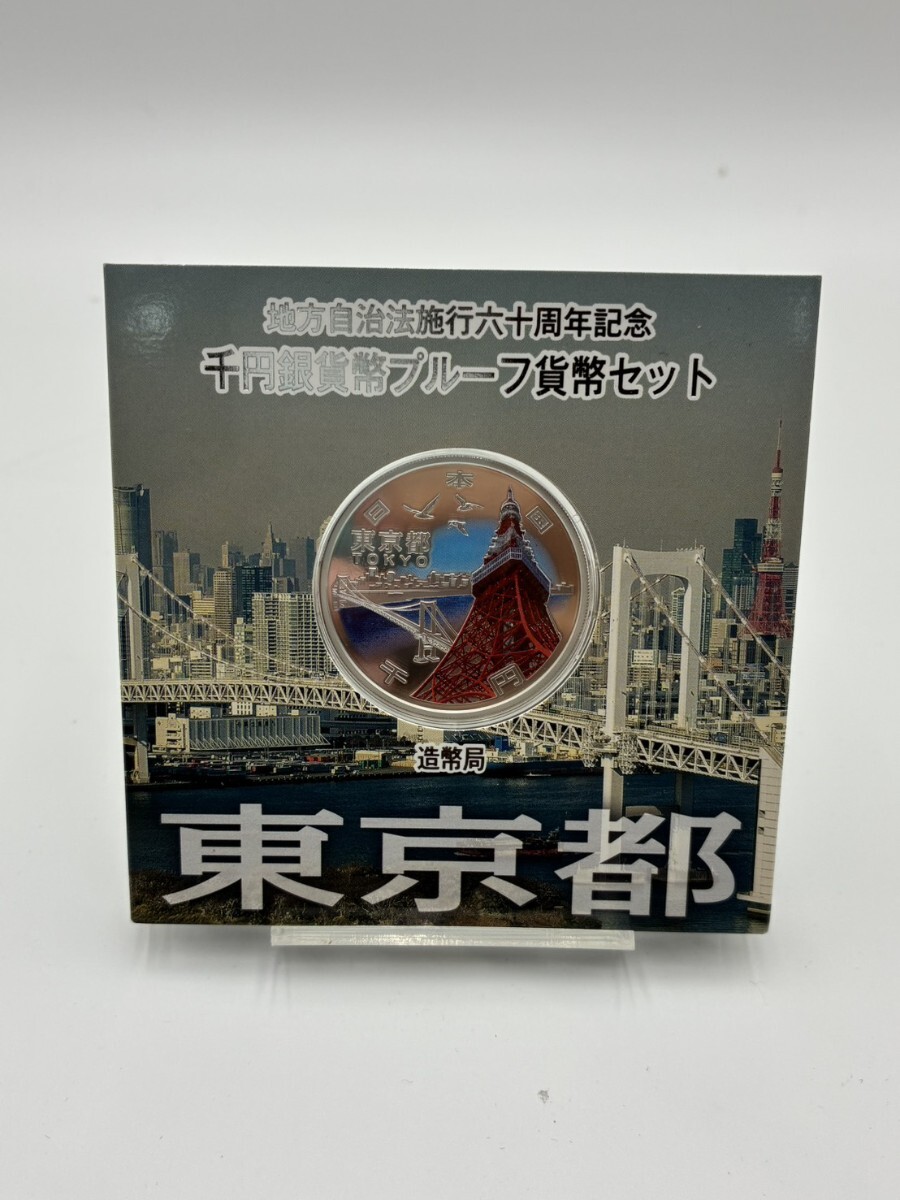 地方自治法施行六十周年記念
千円銀貨幣プルーフ貨幣セット
日本国
東京都
TOKYO
千円
造幣局
東京都